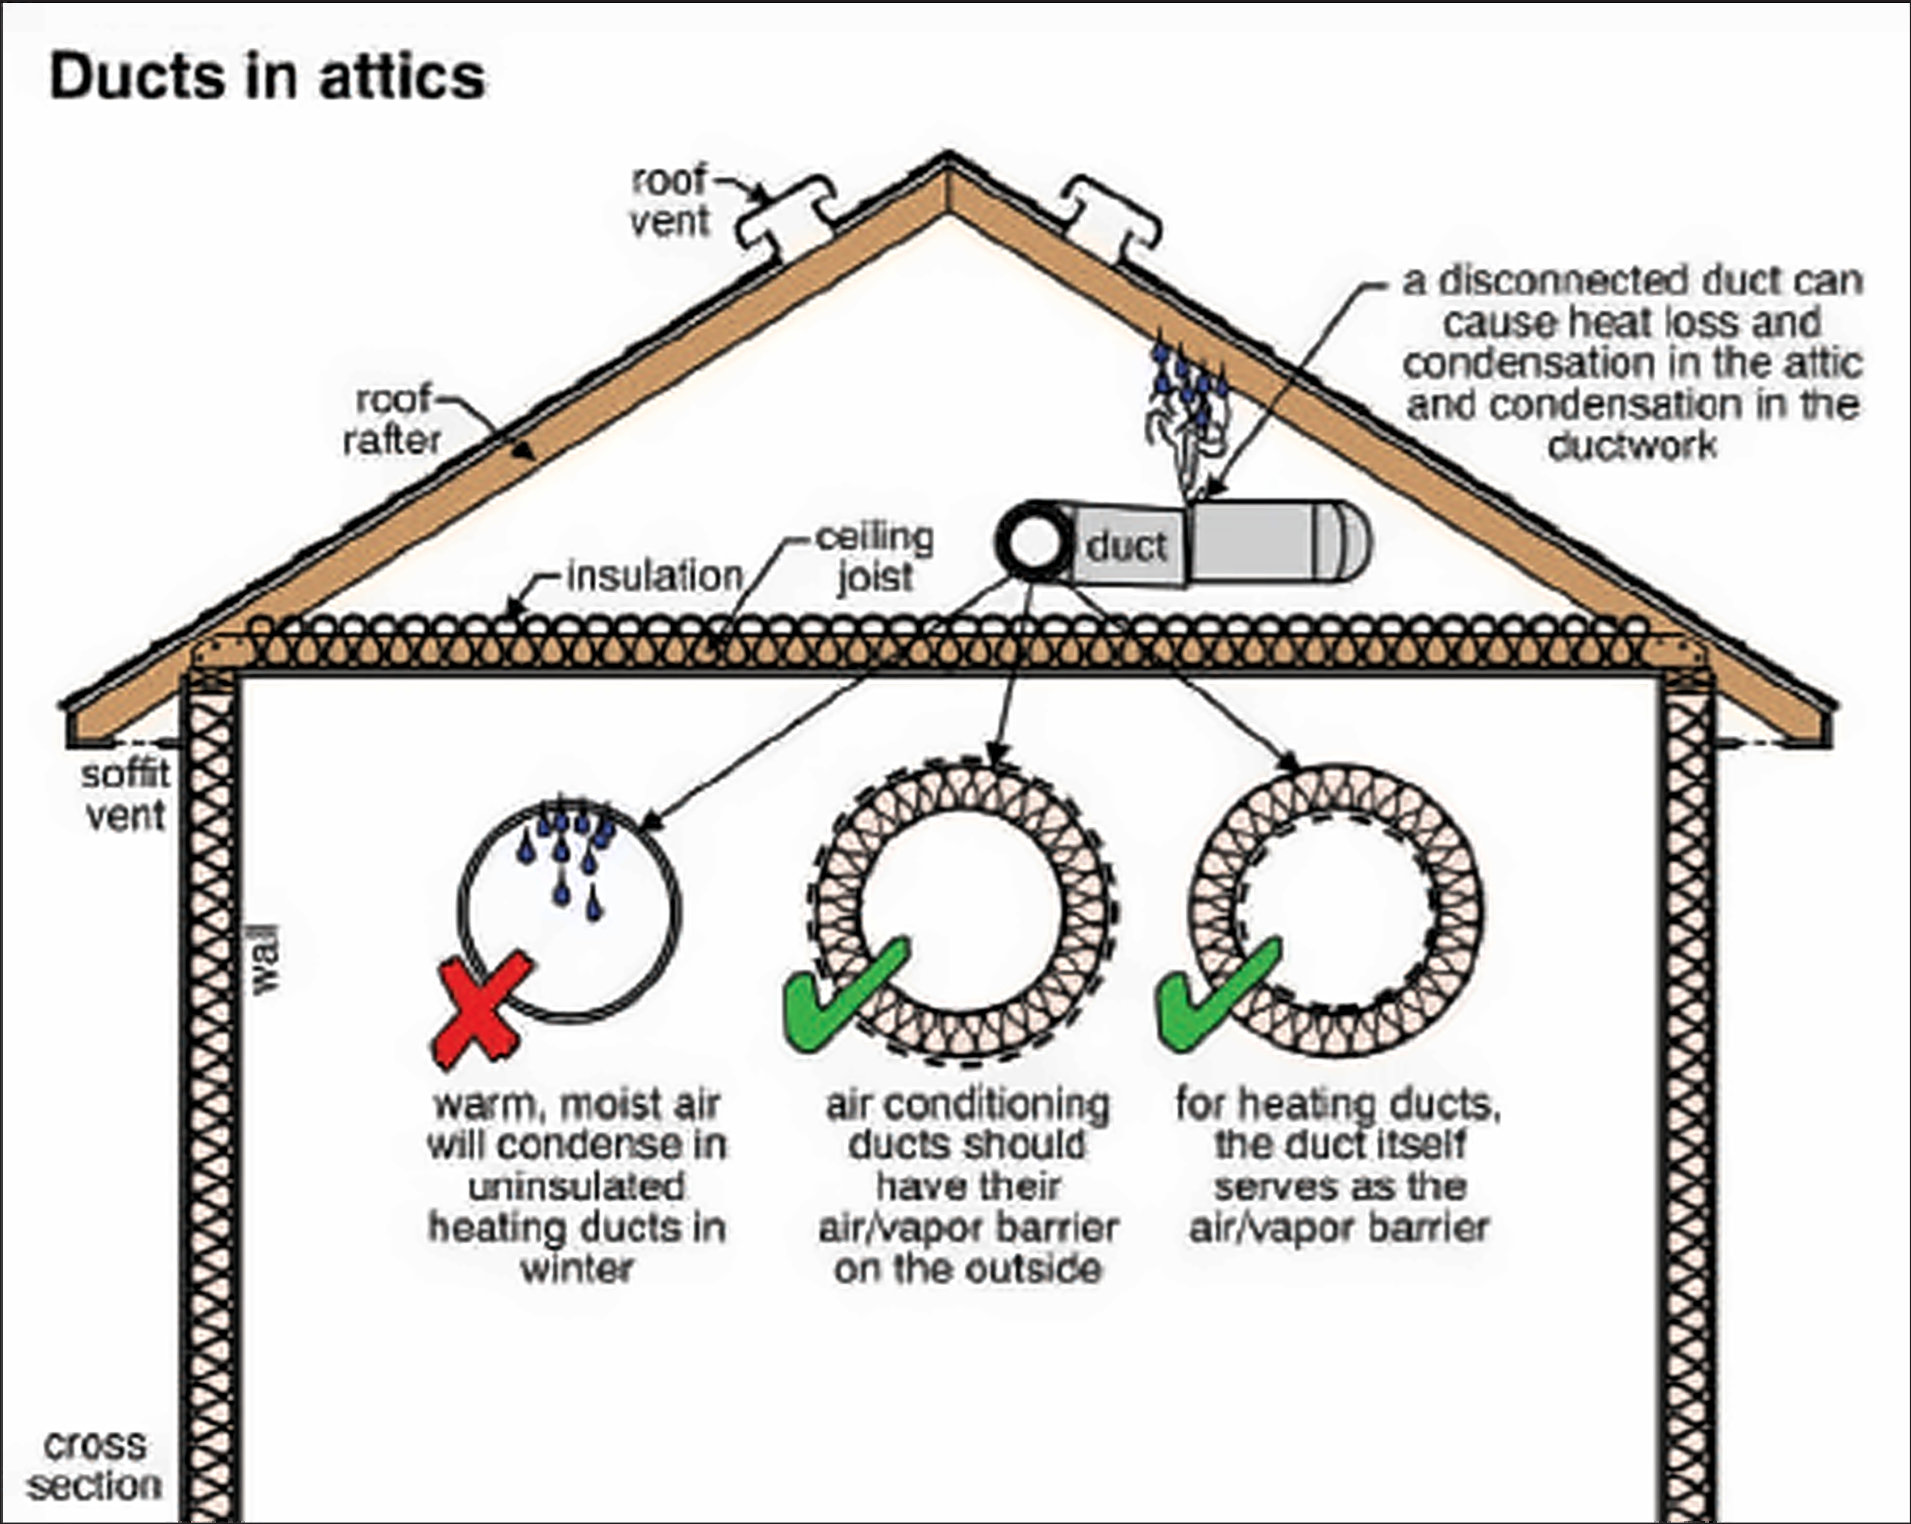 Ducts in attics
roof
vent
a disconnected duct can
cause heat loss and
condensation in the attic
and condensation in the
ductwork
roof
rafter
ceiling
joist
insulation
duct
soffit
vent
wall
warm, moist air
will condense in
uninsulated
heating ducts in
winter
air conditioning
ducts should
have their
air/vapor barrier
on the outside
for heating ducts,
the duct itself
serves as the
air/vapor barrier
cross
section